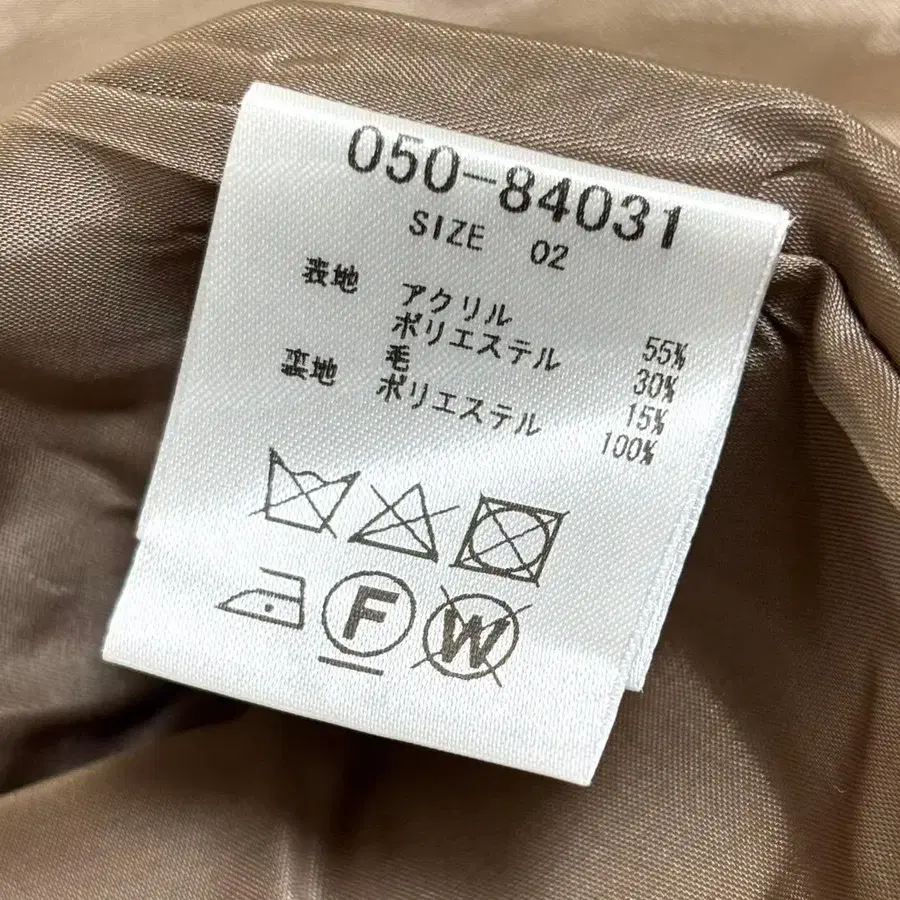 050-84031
SIZE 02
表地 アクリル 55%
ポリエステル 30%
毛 15%
裏地 ポリエステル 100%
F W